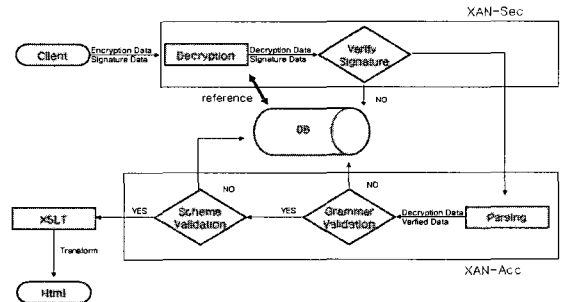 XAN-Sec
Client
Encryption Data
Signature Data
Decryption
Decryption Data
Signature Data
Verify
Signature
NO
reference
DB
NO
NO
XSLT
YES
Scheme
Validation
YES
Grammar
Validation
Decryption Data
Verfied Data
Parsing
Transform
XAN-Acc
Html